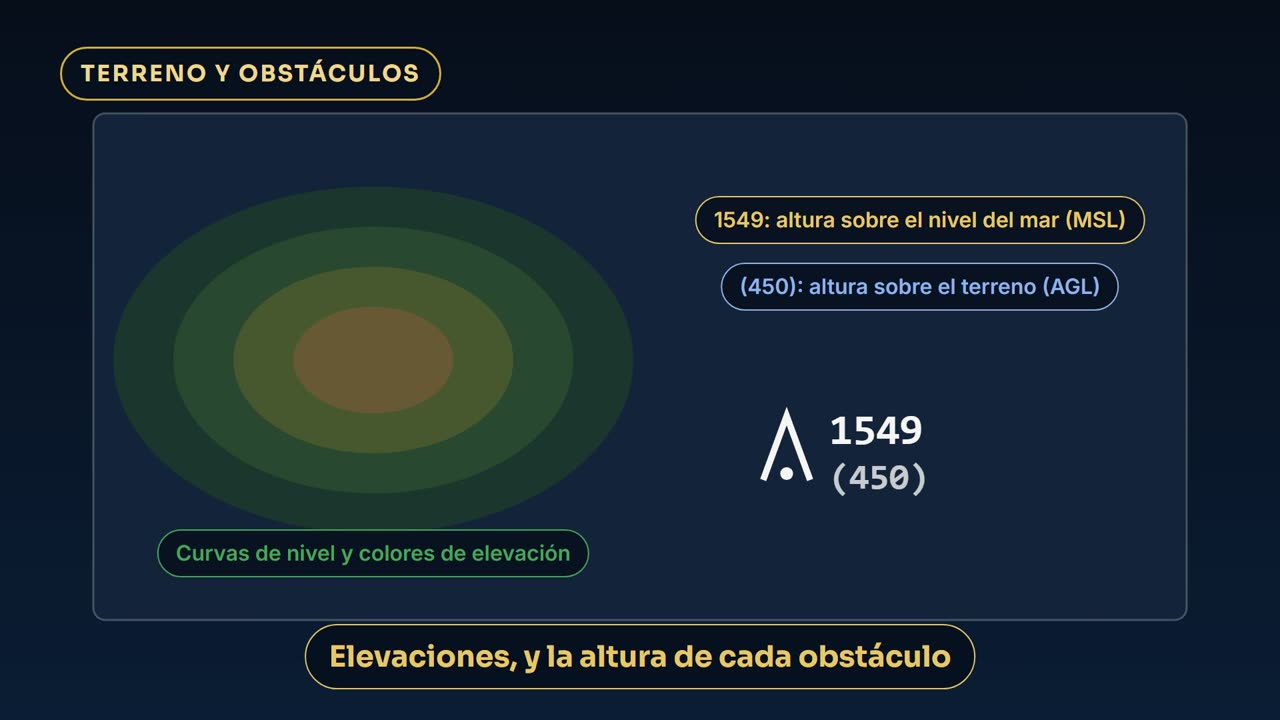 TERRENO Y OBSTÁCULOS
1549: altura sobre el nivel del mar (MSL)
(450): altura sobre el terreno (AGL)
1549
(450)
Curvas de nivel y colores de elevación
Elevaciones, y la altura de cada obstáculo